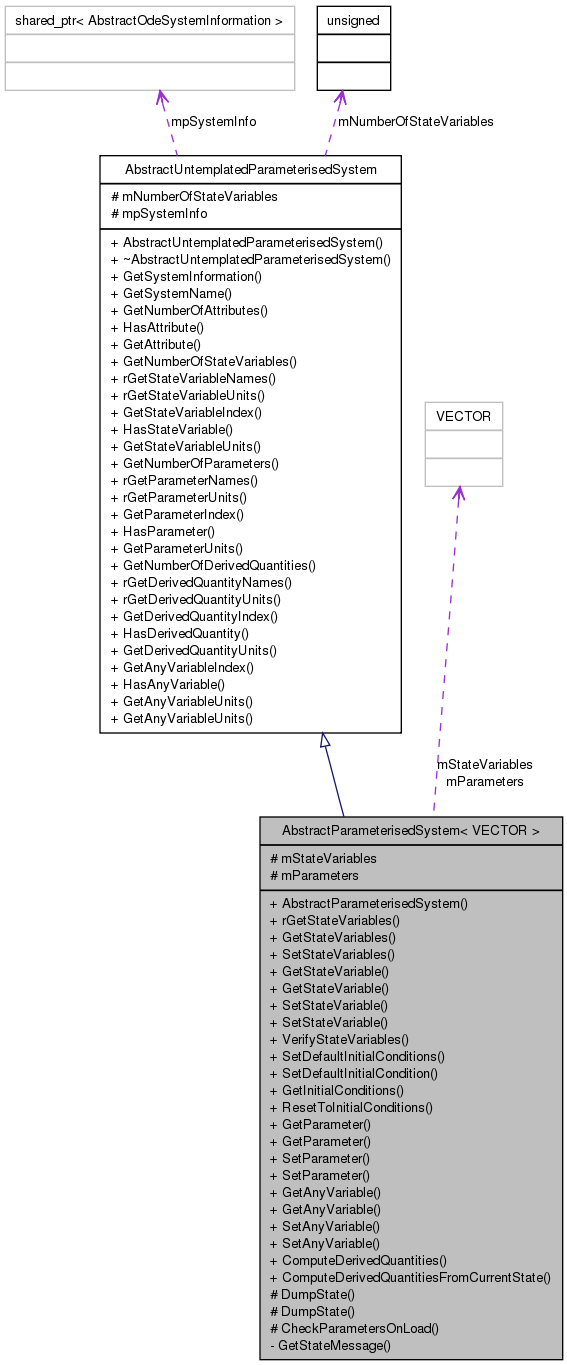 shared_ptr< AbstractOdeSystemInformation >
unsigned
mpSystemInfo
mNumberOfStateVariables
AbstractUntemplatedParameterisedSystem
# mNumberOfStateVariables
# mpSystemInfo
+ AbstractUntemplatedParameterisedSystem()
+ ~AbstractUntemplatedParameterisedSystem()
+ GetSystemInformation()
+ GetSystemName()
+ GetNumberOfAttributes()
+ HasAttribute()
+ GetAttribute()
+ GetNumberOfStateVariables()
+ rGetStateVariableNames()
+ rGetStateVariableUnits()
+ GetStateVariableIndex()
+ HasStateVariable()
+ GetStateVariableUnits()
+ GetNumberOfParameters()
+ rGetParameterNames()
+ rGetParameterUnits()
+ GetParameterIndex()
+ HasParameter()
+ GetParameterUnits()
+ GetNumberOfDerivedQuantities()
+ rGetDerivedQuantityNames()
+ rGetDerivedQuantityUnits()
+ GetDerivedQuantityIndex()
+ HasDerivedQuantity()
+ GetDerivedQuantityUnits()
+ GetAnyVariableIndex()
+ HasAnyVariable()
+ GetAnyVariableUnits()
+ GetAnyVariableUnits()
VECTOR
mStateVariables
mParameters
AbstractParameterisedSystem< VECTOR >
# mStateVariables
# mParameters
+ AbstractParameterisedSystem()
+ rGetStateVariables()
+ GetStateVariables()
+ SetStateVariables()
+ GetStateVariable()
+ GetStateVariable()
+ SetStateVariable()
+ SetStateVariable()
+ VerifyStateVariables()
+ SetDefaultInitialConditions()
+ SetDefaultInitialCondition()
+ GetInitialConditions()
+ ResetToInitialConditions()
+ GetParameter()
+ GetParameter()
+ SetParameter()
+ SetParameter()
+ GetAnyVariable()
+ GetAnyVariable()
+ SetAnyVariable()
+ SetAnyVariable()
+ ComputeDerivedQuantities()
+ ComputeDerivedQuantitiesFromCurrentState()
# DumpState()
# DumpState()
# CheckParametersOnLoad()
- GetStateMessage()